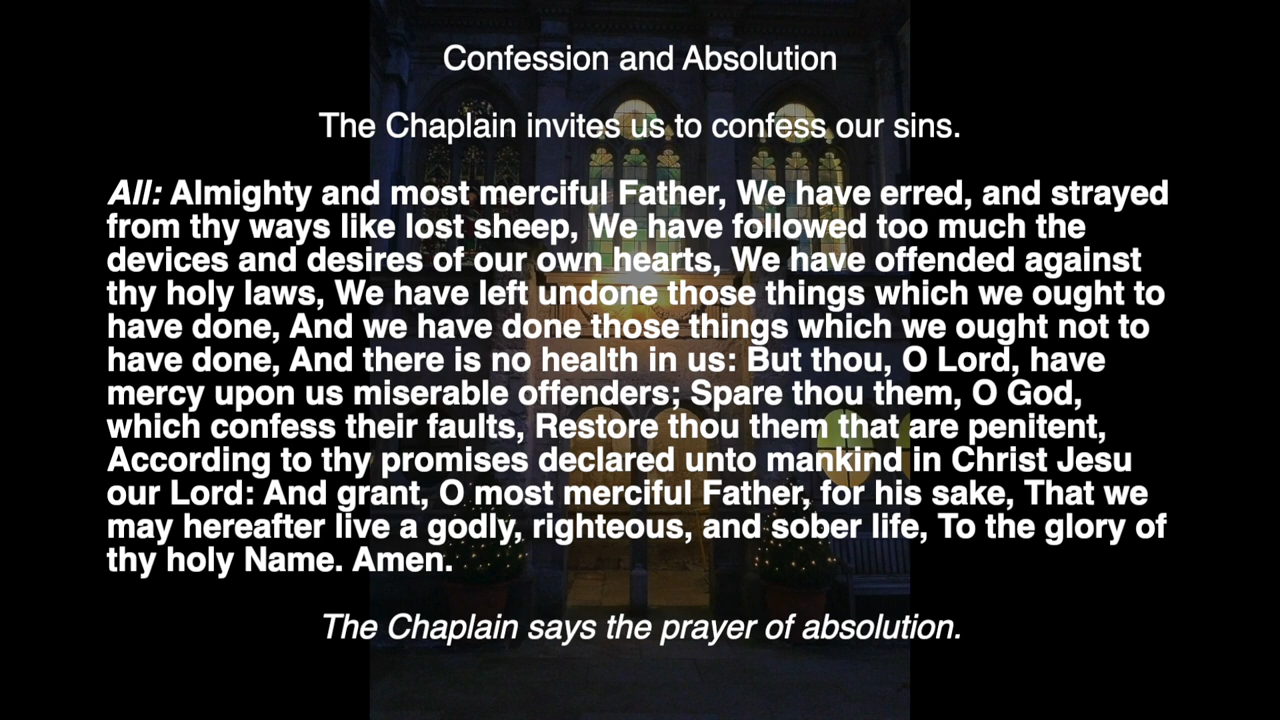 Confession and Absolution
The Chaplain invites us to confess our sins.
All: Almighty and most merciful Father, We have erred, and strayed
from thy ways like lost sheep, We have followed too much the
devices and desires of our own hearts, We have offended against
thy holy laws, We have left undone those things which we ought to
have done, And we have done those things which we ought not to
have done, And there is no health in us: But thou, O Lord, have
mercy upon us miserable offenders; Spare thou them, O God,
which confess their faults, Restore thou them that are penitent,
According to thy promises declared unto mankind in Christ Jesu
our Lord: And grant, O most merciful Father, for his sake, That we
may hereafter live a godly, righteous, and sober life, To the glory of
thy holy Name. Amen.
The Chaplain says the prayer of absolution.